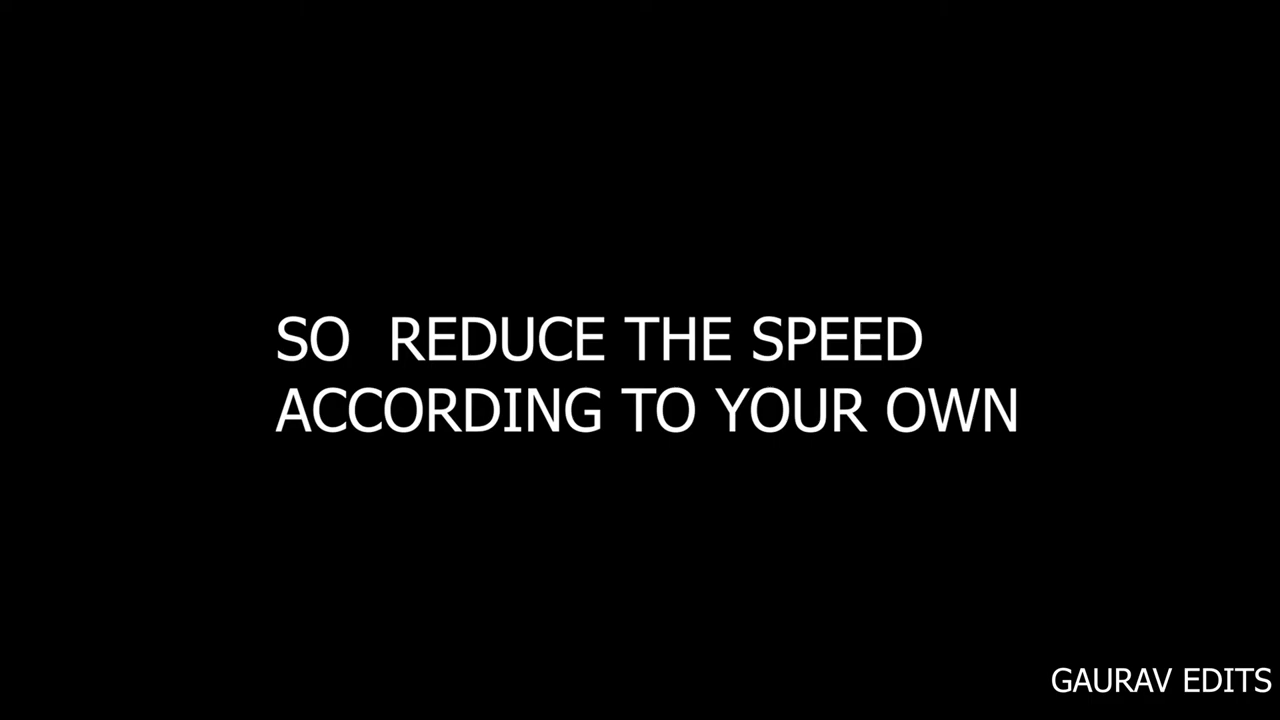 SO  REDUCE THE SPEED
ACCORDING TO YOUR OWN
GAURAV EDITS